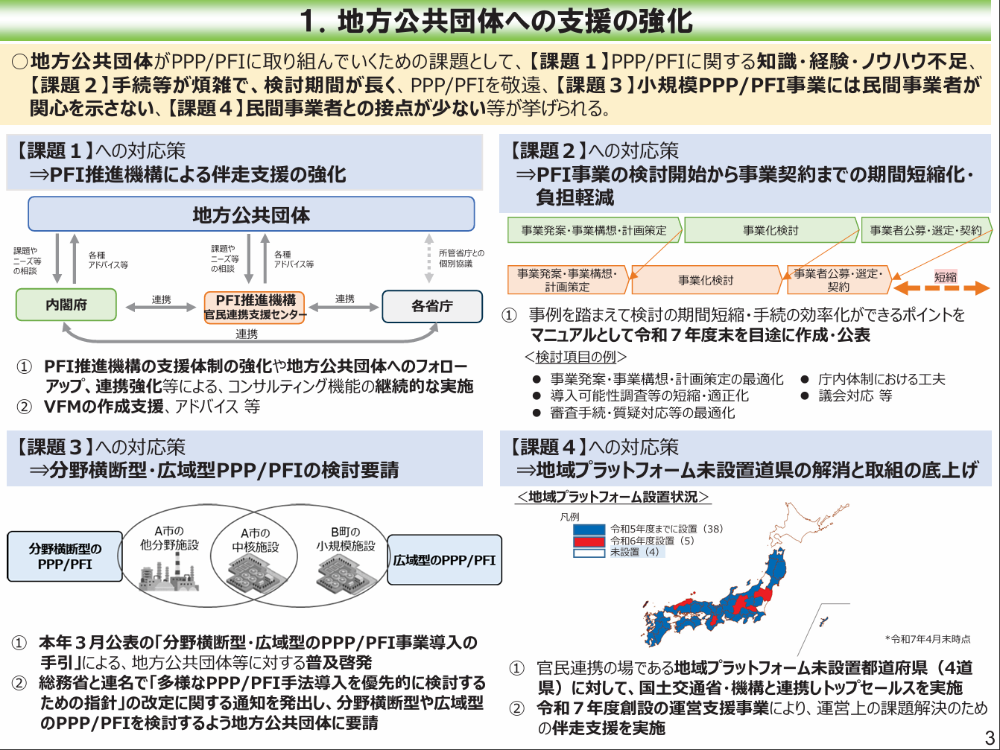 1．地方公共団体への支援の強化
○地方公共団体がPPP/PFIに取り組んでいくための課題として、【課題１】PPP/PFIに関する知識・経験・ノウハウ不足、
【課題２】手続等が煩雑で、検討期間が長く、PPP/PFIを敬遠、【課題３】小規模PPP/PFI事業には民間事業者が
関心を示さない、【課題４】民間事業者との接点が少ない等が挙げられる。
【課題１】への対応策
⇒PFI推進機構による伴走支援の強化
地方公共団体
課題や
ニーズ等
の相談
各種
アドバイス等
課題や
ニーズ等
の相談
各種
アドバイス等
所管省庁との
個別協議
内閣府
連携
PFI推進機構
官民連携支援センター
連携
各省庁
連携
① PFI推進機構の支援体制の強化や地方公共団体へのフォロー
アップ、連携強化等による、コンサルティング機能の継続的な実施
② VFMの作成支援、アドバイス 等
【課題２】への対応策
⇒PFI事業の検討開始から事業契約までの期間短縮化・
負担軽減
事業発案・事業構想・計画策定
事業化検討
事業者公募・選定・契約
事業発案・事業構想・
計画策定
事業化検討
事業者公募・選定・
契約
短縮
① 事例を踏まえて検討の期間短縮・手続の効率化ができるポイントを
マニュアルとして令和７年度末を目途に作成・公表
＜検討項目の例＞
● 事業発案・事業構想・計画策定の最適化
● 導入可能性調査等の短縮・適正化
● 審査手続・質疑対応等の最適化
● 庁内体制における工夫
● 議会対応 等
【課題３】への対応策
⇒分野横断型・広域型PPP/PFIの検討要請
分野横断型の
PPP/PFI
A市の
他分野施設
A市の
中核施設
B町の
小規模施設
広域型のPPP/PFI
① 本年３月公表の「分野横断型・広域型のPPP/PFI事業導入の
手引」による、地方公共団体等に対する普及啓発
② 総務省と連名で「多様なPPP/PFI手法導入を優先的に検討する
ための指針」の改定に関する通知を発出し、分野横断型や広域型
のPPP/PFIを検討するよう地方公共団体に要請
【課題４】への対応策
⇒地域プラットフォーム未設置道県の解消と取組の底上げ
＜地域プラットフォーム設置状況＞
凡例
令和5年度までに設置（38）
令和6年度設置（5）
未設置（4）
*令和7年4月末時点
① 官民連携の場である地域プラットフォーム未設置都道府県（4道
県）に対して、国土交通省・機構と連携しトップセールスを実施
② 令和７年度創設の運営支援事業により、運営上の課題解決のため
の伴走支援を実施
3